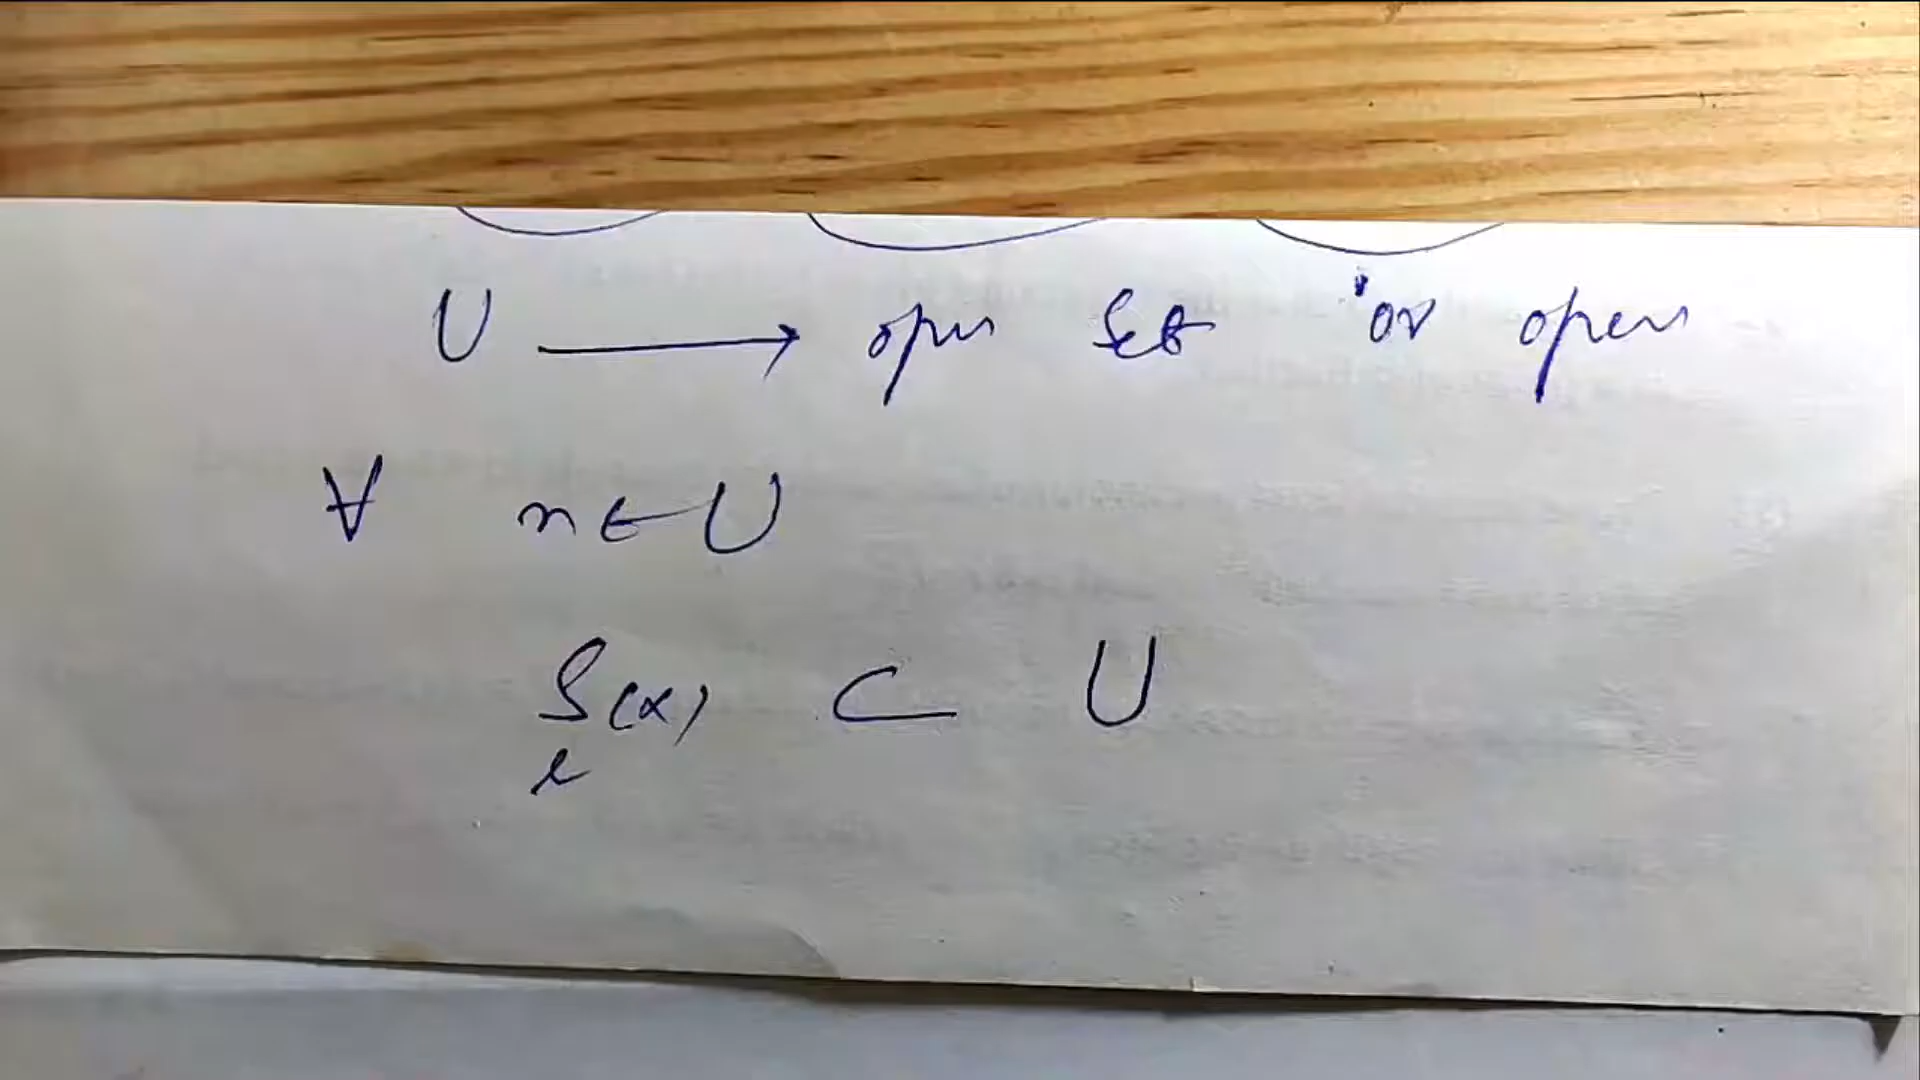 U → open set or open
∀ x ∈ U
S(x) ⊂ U
ε